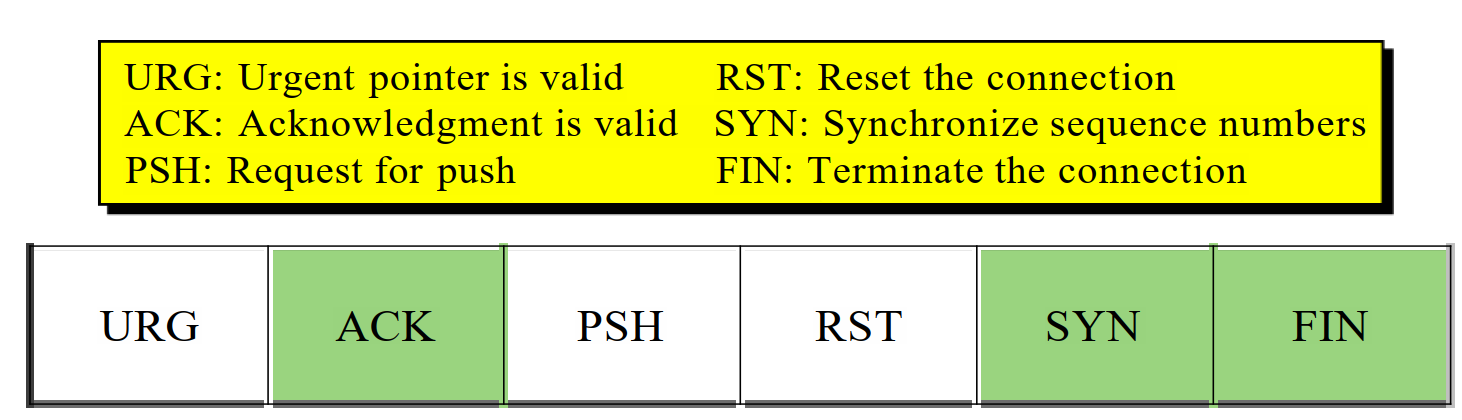 URG: Urgent pointer is valid RST: Reset the connection
ACK: Acknowledgment is valid SYN: Synchronize sequence numbers
PSH: Request for push FIN: Terminate the connection
URG ACK PSH RST SYN FIN